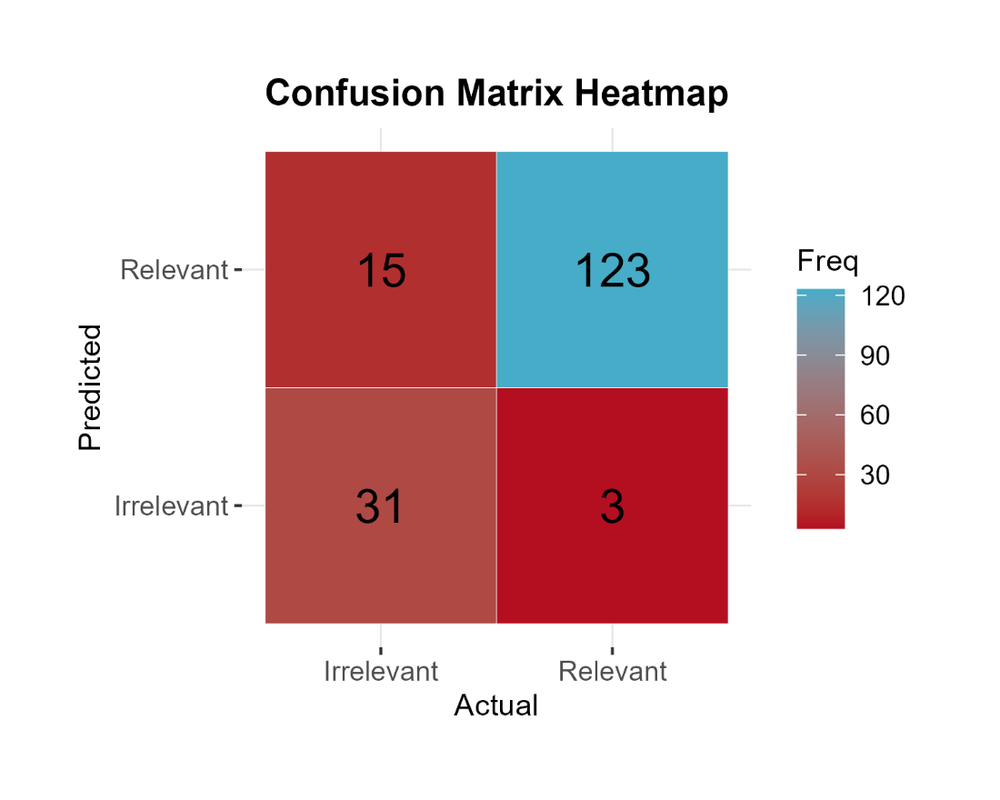 Confusion Matrix Heatmap
Relevant
15
123
Predicted
Irrelevant
31
3
Irrelevant
Relevant
Actual
Freq
120
90
60
30